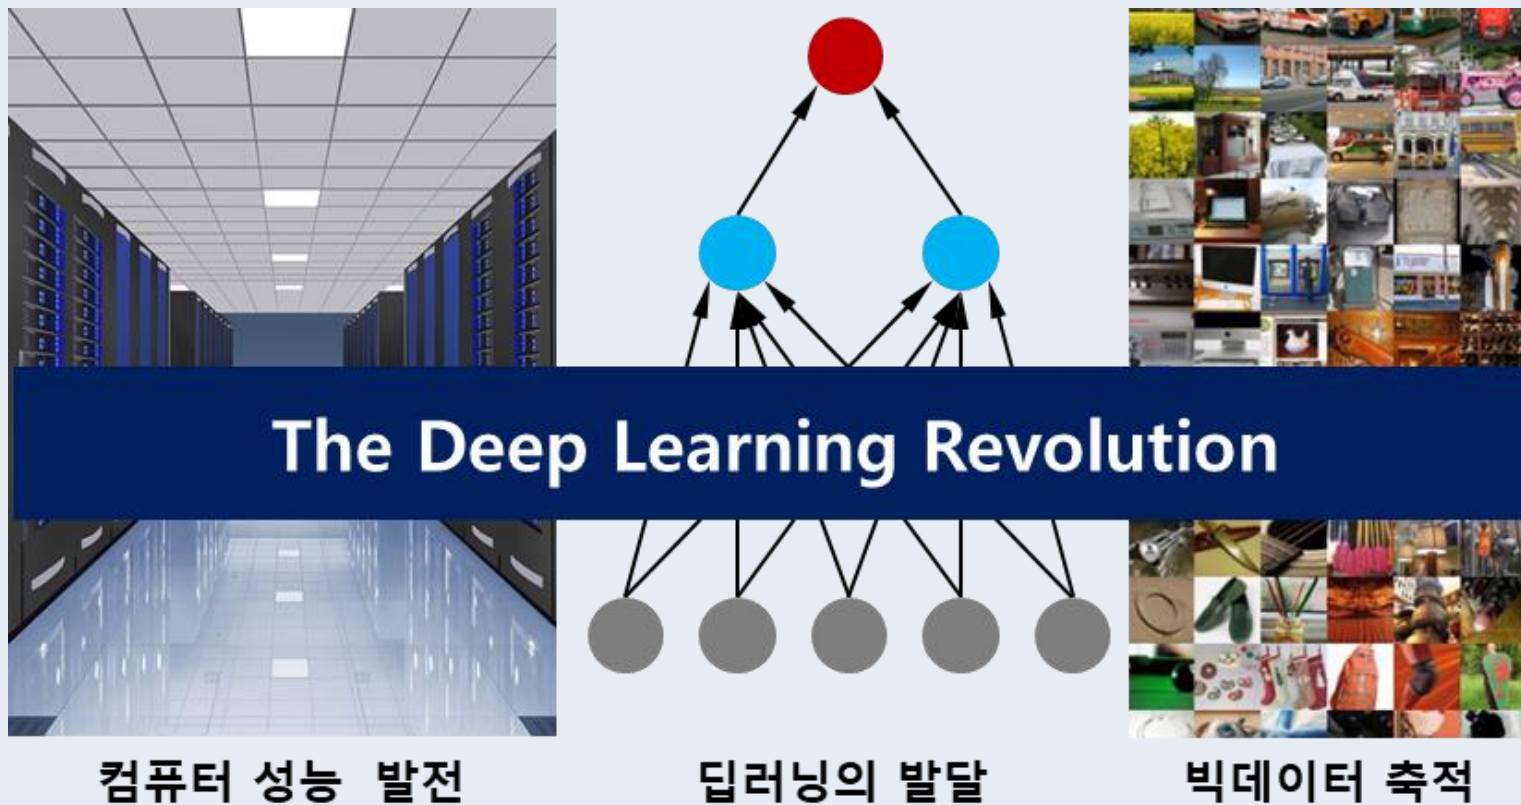 The Deep Learning Revolution
컴퓨터 성능 발전
딥러닝의 발달
빅데이터 축적